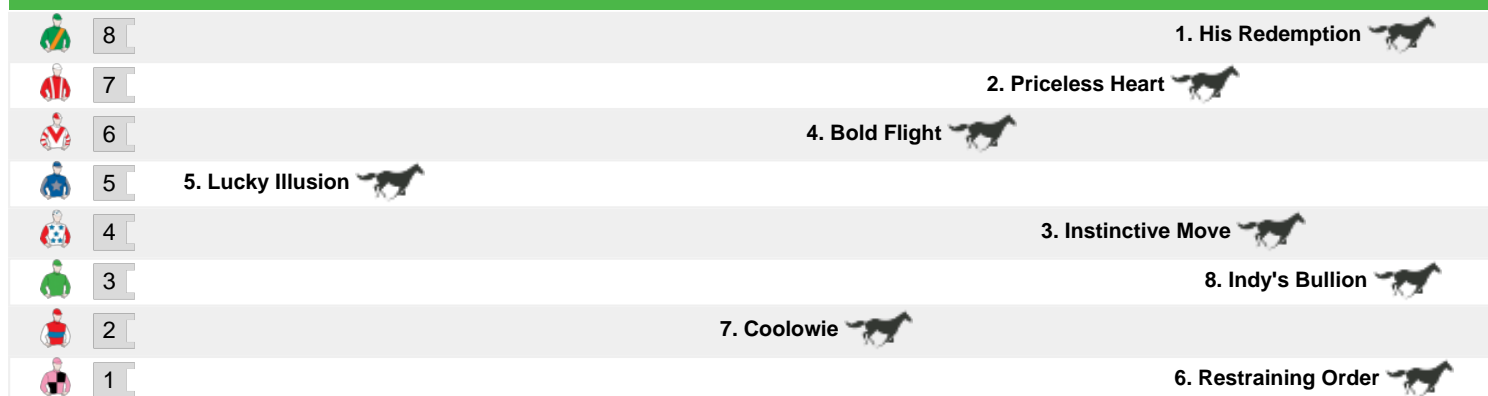 8 1. His Redemption
7 2. Priceless Heart
6 4. Bold Flight
5 5. Lucky Illusion
4 3. Instinctive Move
3 8. Indy's Bullion
2 7. Coolowie
1 6. Restraining Order